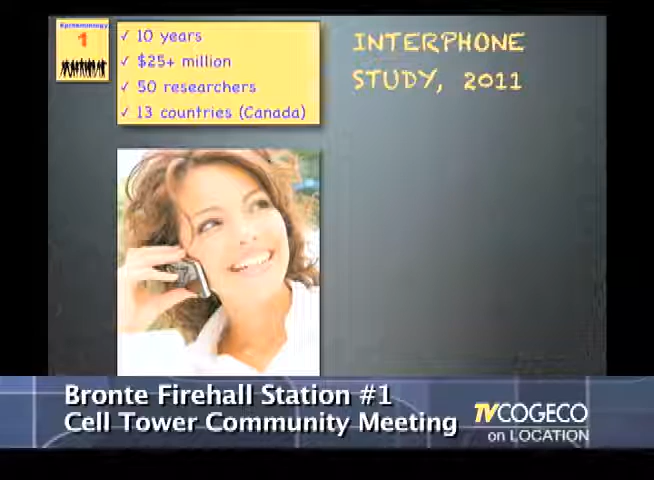 Epidemiology
1
✓ 10 years
✓ $25+ million
✓ 50 researchers
✓ 13 countries (Canada)
INTERPHONE
STUDY, 2011
Bronte Firehall Station #1
Cell Tower Community Meeting
TVCOGECO
on LOCATION